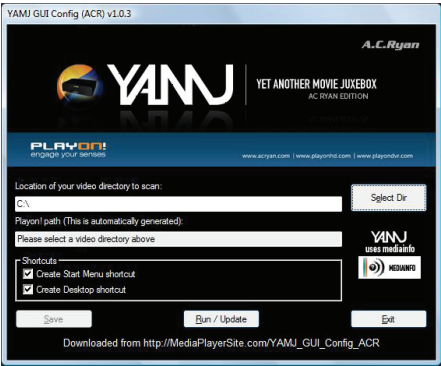 YAMJ GUI Config (ACR) v1.0.3
A.C.Ryan
YAMJ
YET ANOTHER MOVIE JUKEBOX
AC RYAN EDITION
PLAYON!
engage your senses
www.acryan.com | www.playonhd.com | www.playondvr.com
Location of your video directory to scan:
C:\
Select Dir
Playon! path (This is automatically generated):
Please select a video directory above
YAMJ
uses mediainfo
MEDIAINFO
Shortcuts
Create Start Menu shortcut
Create Desktop shortcut
Save
Run / Update
Exit
Downloaded from http://MediaPlayerSite.com/YAMJ_GUI_Config_ACR